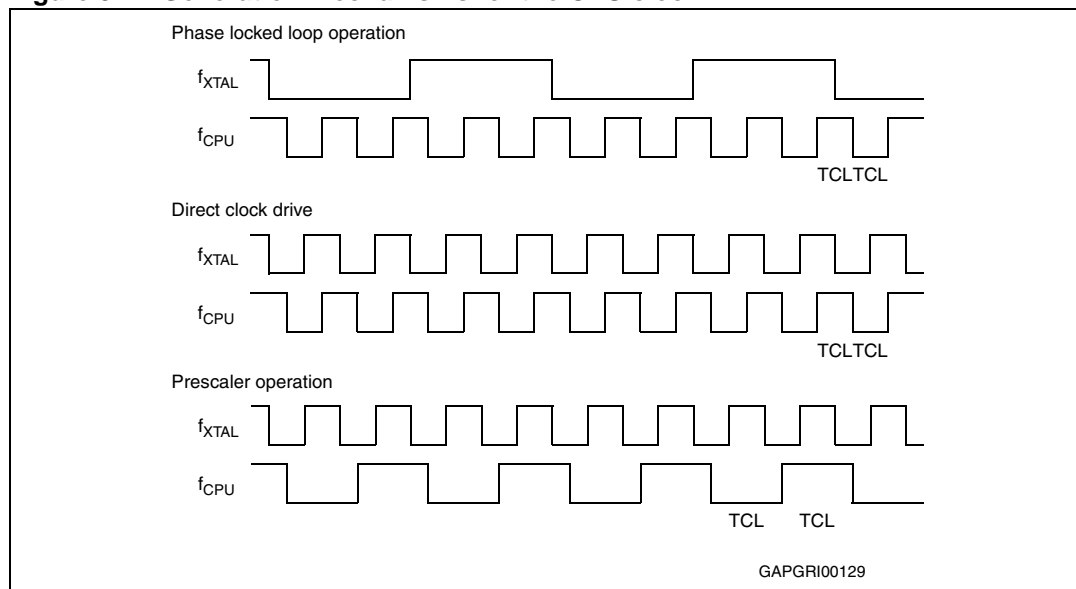 Phase locked loop operation
fXTAL
fCPU
TCLTCL
Direct clock drive
fXTAL
fCPU
TCLTCL
Prescaler operation
fXTAL
fCPU
TCL TCL
GAPGRI00129